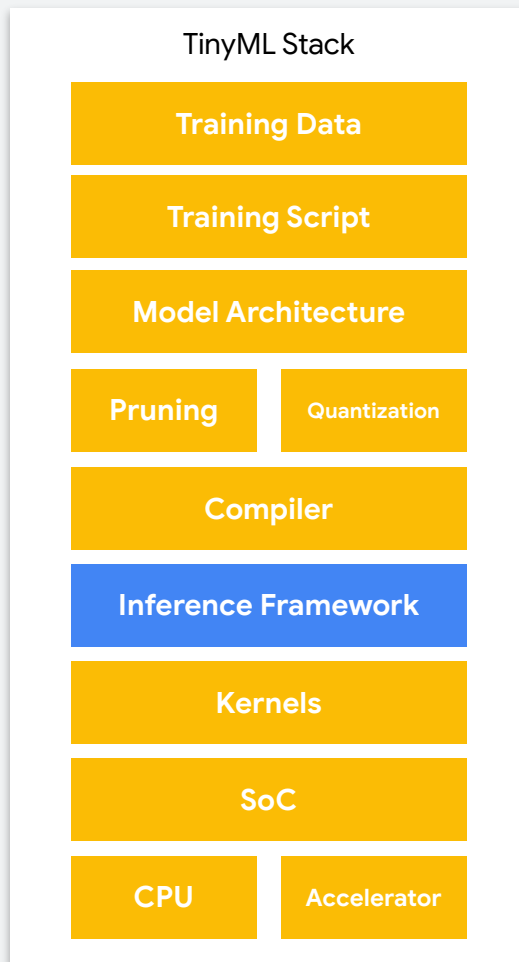 TinyML Stack
Training Data
Training Script
Model Architecture
Pruning
Quantization
Compiler
Inference Framework
Kernels
SoC
CPU
Accelerator